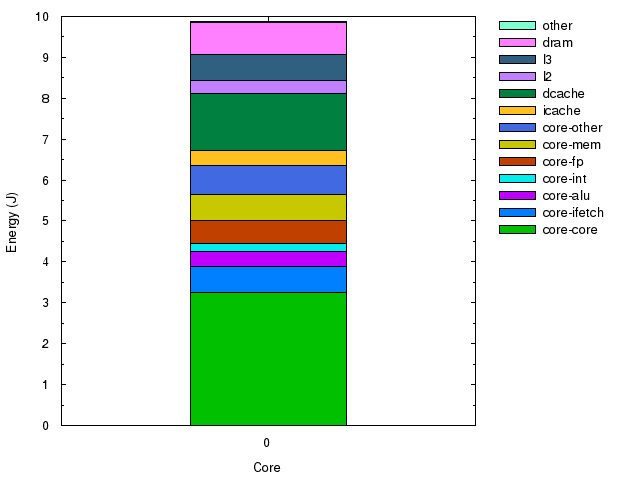 10
9
8
7
6
5
4
3
2
1
0
Energy (J)
0
Core
other
dram
l3
l2
dcache
icache
core-other
core-mem
core-fp
core-int
core-alu
core-ifetch
core-core